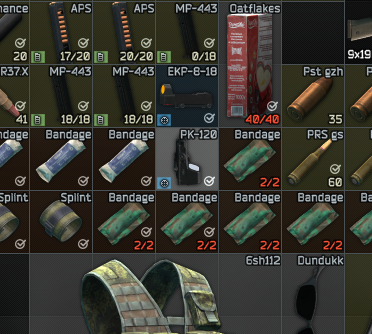 nance APS APS MP-443 Oatflakes
20 17/20 20/20 0/18 9x19
R37.X MP-443 MP-443 EKP-8-18 Pst gzh P
41 18/18 18/18 40/40 35
Bandage Bandage Bandage PK-120 Bandage PRS gs
2/2 60
Splint Splint Bandage Bandage Bandage Bandage Ba
2/2 2/2 2/2 2/2
6sh112 Dundukk